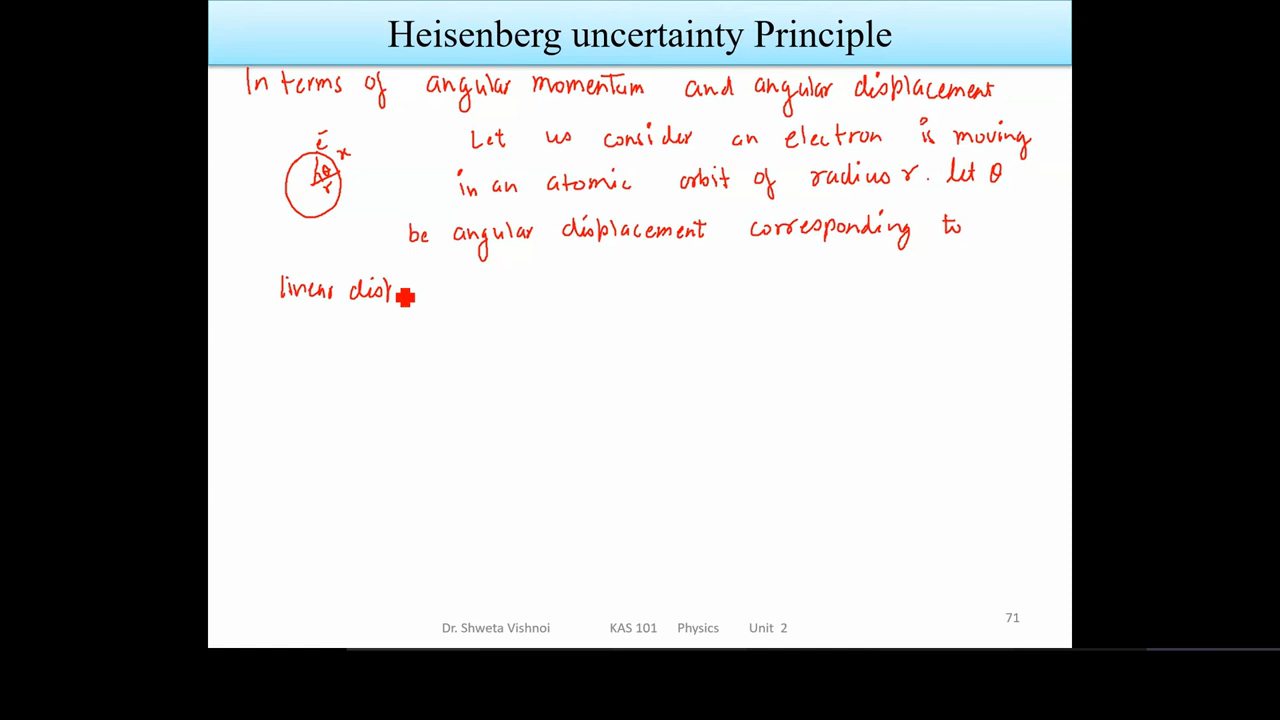 Heisenberg uncertainty Principle
In terms of angular momentum and angular displacement
Let us consider an electron is moving
ē x
in an atomic orbit of radius r. let θ
θ
r
be angular displacement corresponding to
linear disp
71
Dr. Shweta Vishnoi KAS 101 Physics Unit 2